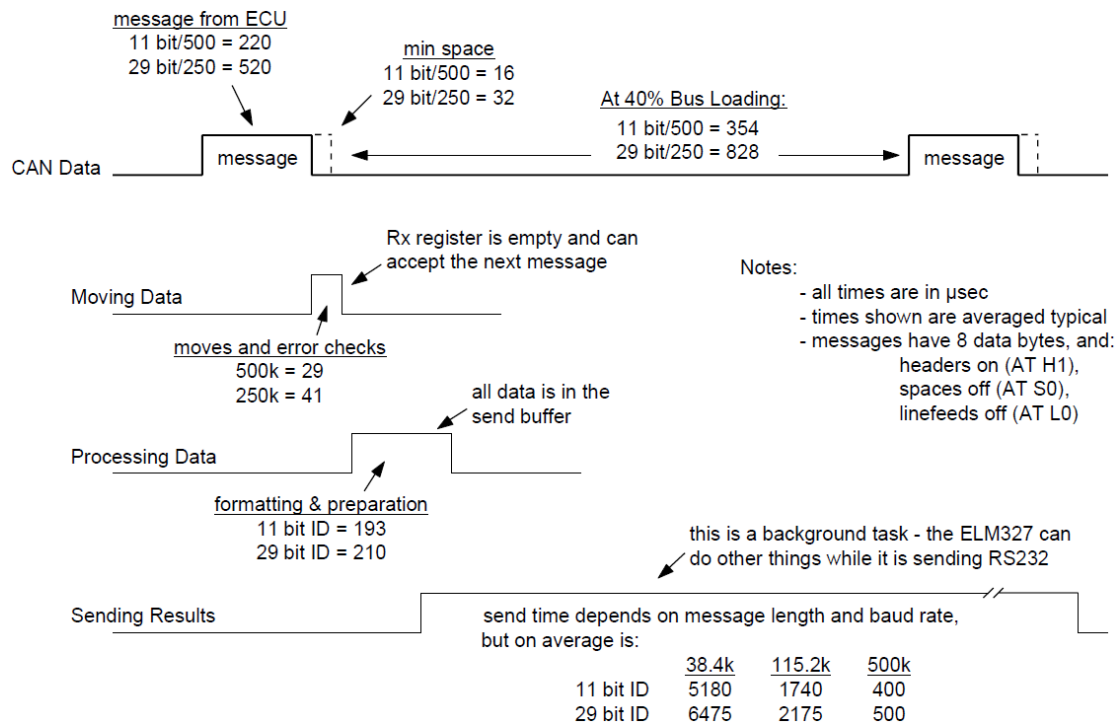 message from ECU
11 bit/500 = 220
29 bit/250 = 520
min space
11 bit/500 = 16
29 bit/250 = 32
At 40% Bus Loading:
11 bit/500 = 354
29 bit/250 = 828
CAN Data
message
message
Rx register is empty and can
accept the next message
Moving Data
moves and error checks
500k = 29
250k = 41
Notes:
- all times are in µsec
- times shown are averaged typical
- messages have 8 data bytes, and:
headers on (AT H1),
spaces off (AT S0),
linefeeds off (AT L0)
all data is in the
send buffer
Processing Data
formatting & preparation
11 bit ID = 193
29 bit ID = 210
this is a background task - the ELM327 can
do other things while it is sending RS232
Sending Results
send time depends on message length and baud rate,
but on average is:
38.4k 115.2k 500k
11 bit ID 5180 1740 400
29 bit ID 6475 2175 500